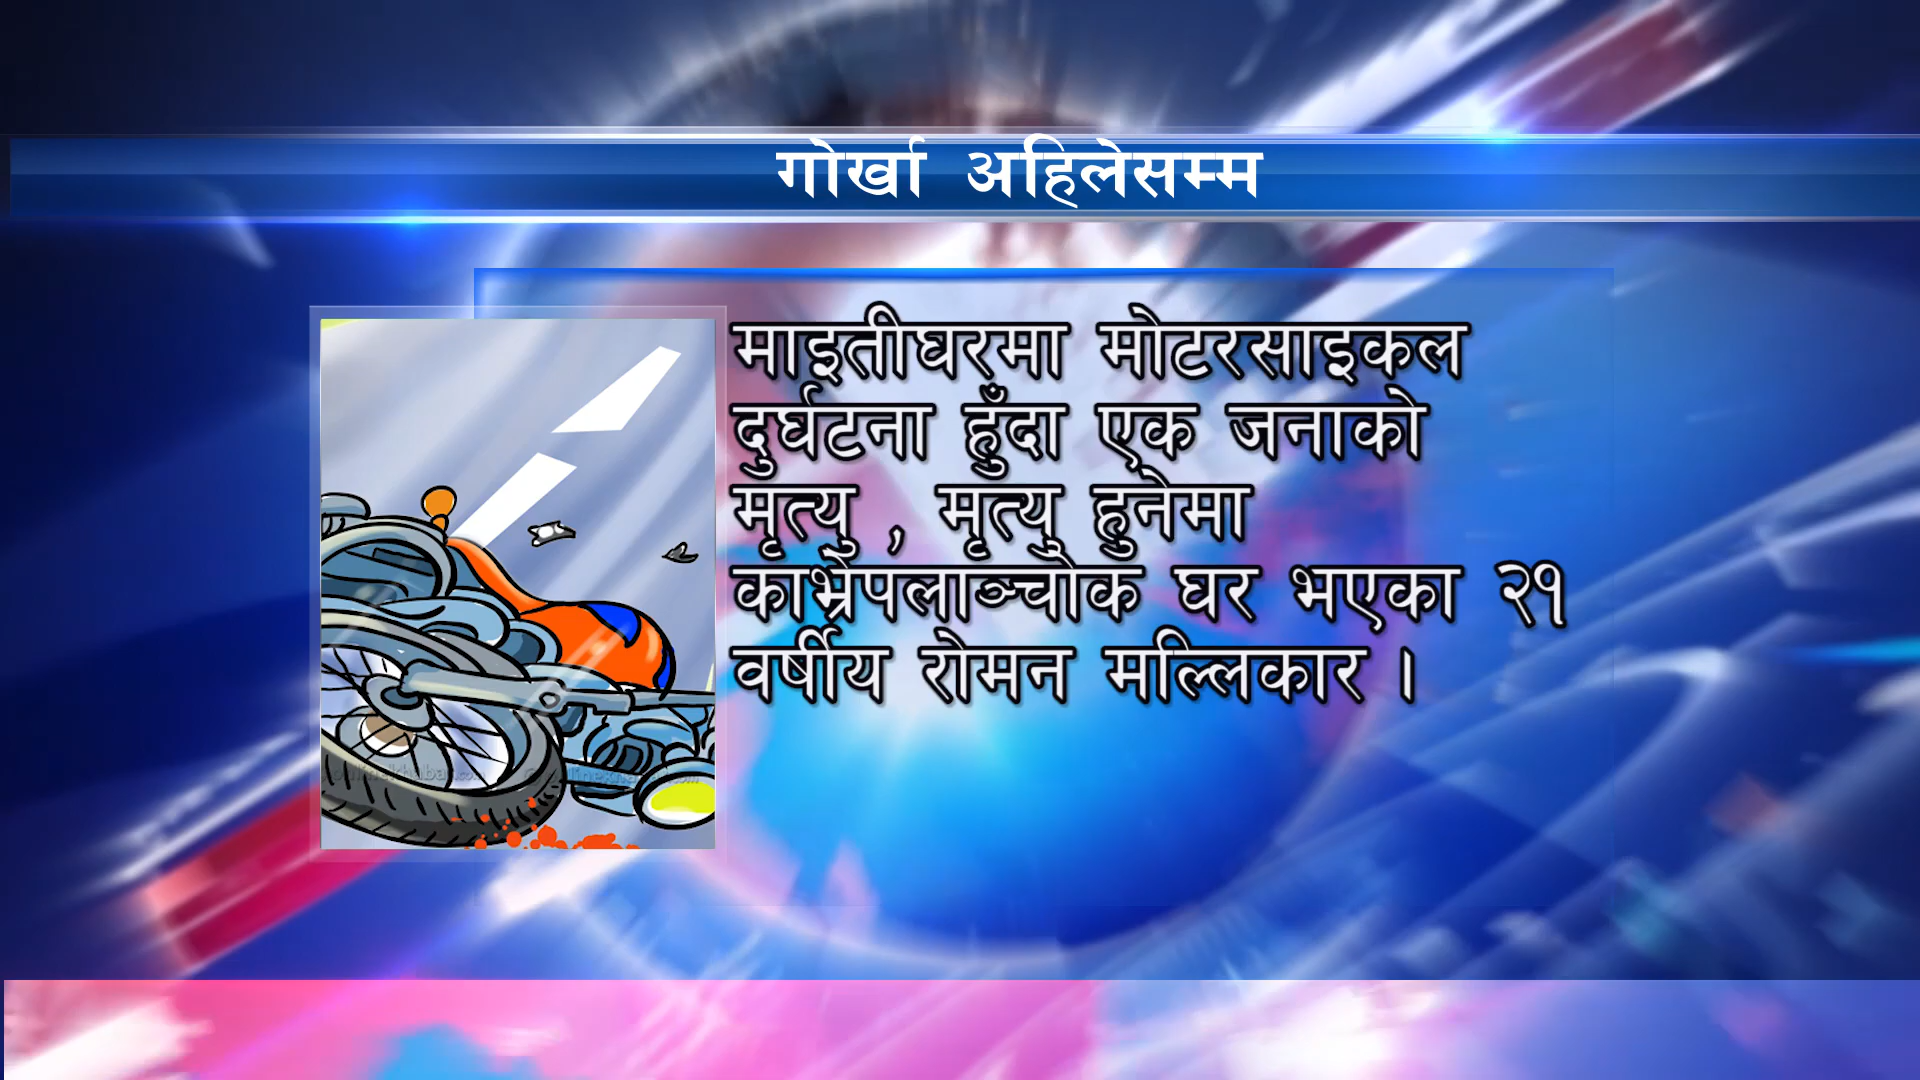 गोर्खा अहिलेसम्म
माइतीघरमा मोटरसाइकल
दुर्घटना हुँदा एक जनाको
मृत्यु , मृत्यु हुनेमा
काभ्रेपलाञ्चोक घर भएका २१
वर्षीय रोमन मल्लिकार ।